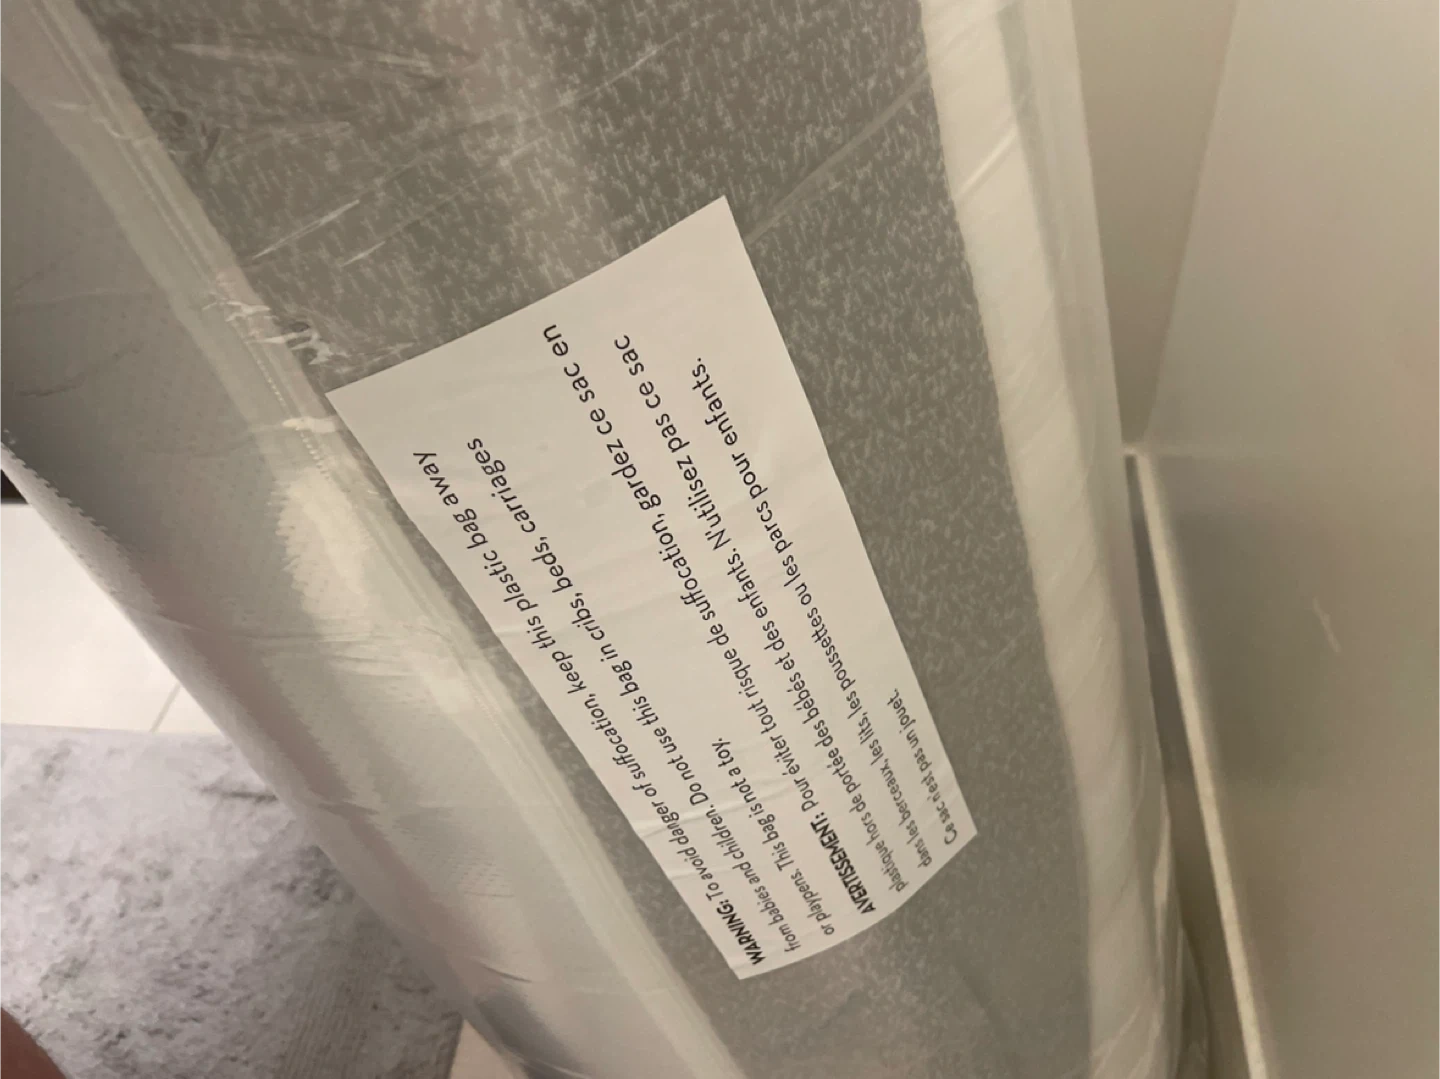 WARNING: To avoid danger of suffocation, keep this plastic bag away
from babies and children. Do not use this bag in cribs, beds, carriages
or playpens. This bag is not a toy.
AVERTISSEMENT: Pour éviter tout risque de suffocation, gardez ce sac en
plastique hors de portée des bébés et des enfants. N'utilisez pas ce sac
dans les berceaux, les lits, les poussettes ou les parcs pour enfants.
Ce sac n'est pas un jouet.